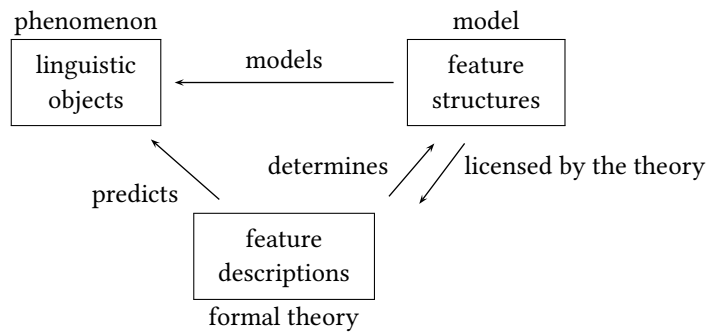 phenomenon
model
linguistic
objects
models
feature
structures
determines
licensed by the theory
predicts
feature
descriptions
formal theory